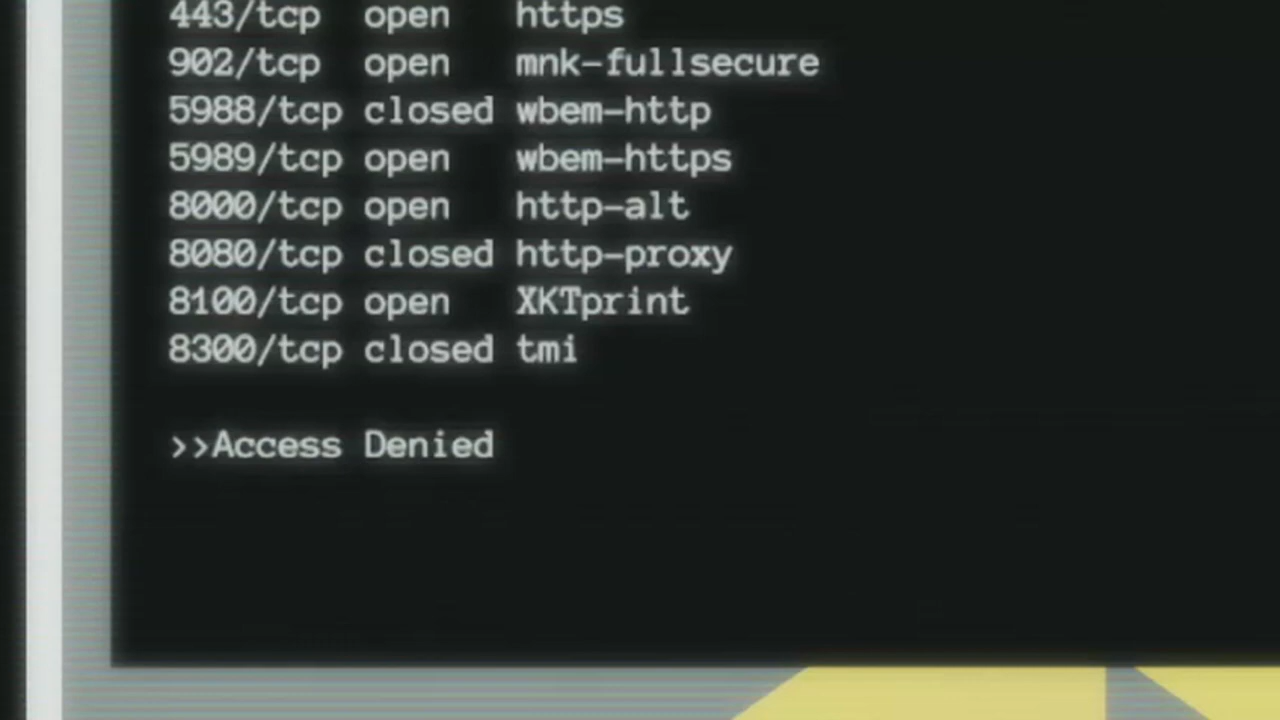 443/tcp open https
902/tcp open mnk-fullsecure
5988/tcp closed wbem-http
5989/tcp open wbem-https
8000/tcp open http-alt
8080/tcp closed http-proxy
8100/tcp open XKTprint
8300/tcp closed tmi
>>Access Denied